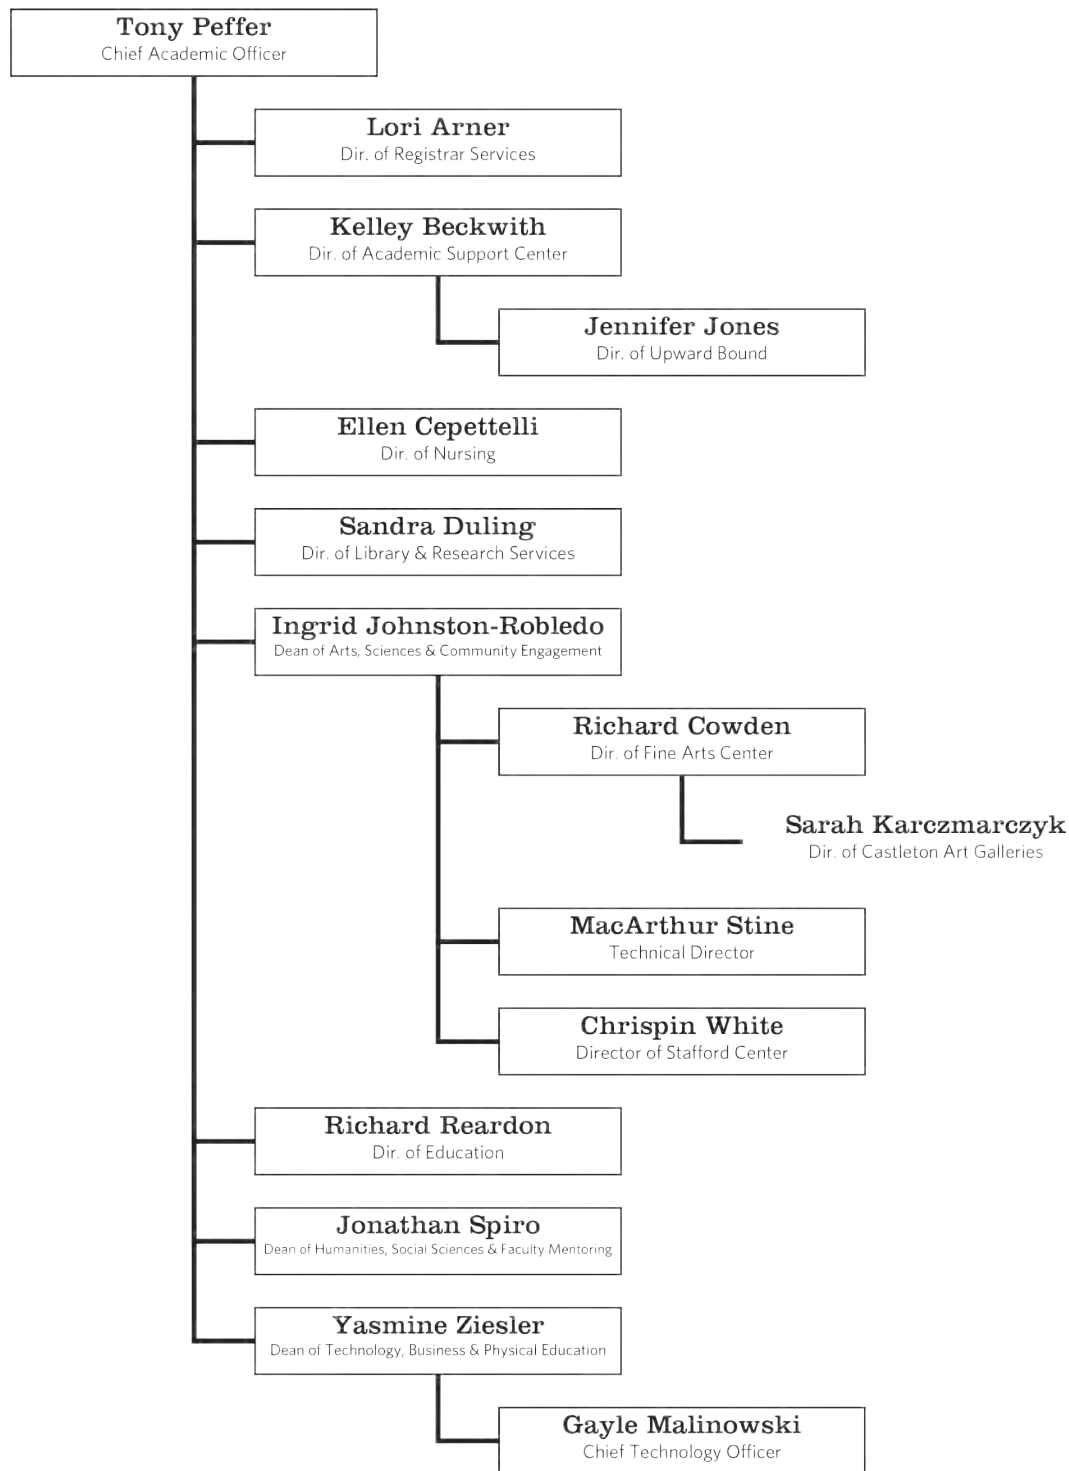 Tony Peffer
Chief Academic Officer
Lori Arner
Dir. of Registrar Services
Kelley Beckwith
Dir. of Academic Support Center
Jennifer Jones
Dir. of Upward Bound
Ellen Cepettelli
Dir. of Nursing
Sandra Duling
Dir. of Library & Research Services
Ingrid Johnston-Robledo
Dean of Arts, Sciences & Community Engagement
Richard Cowden
Dir. of Fine Arts Center
Sarah Karczmarczyk
Dir. of Castleton Art Galleries
MacArthur Stine
Technical Director
Chrispin White
Director of Stafford Center
Richard Reardon
Dir. of Education
Jonathan Spiro
Dean of Humanities, Social Sciences & Faculty Mentoring
Yasmine Ziesler
Dean of Technology, Business & Physical Education
Gayle Malinowski
Chief Technology Officer